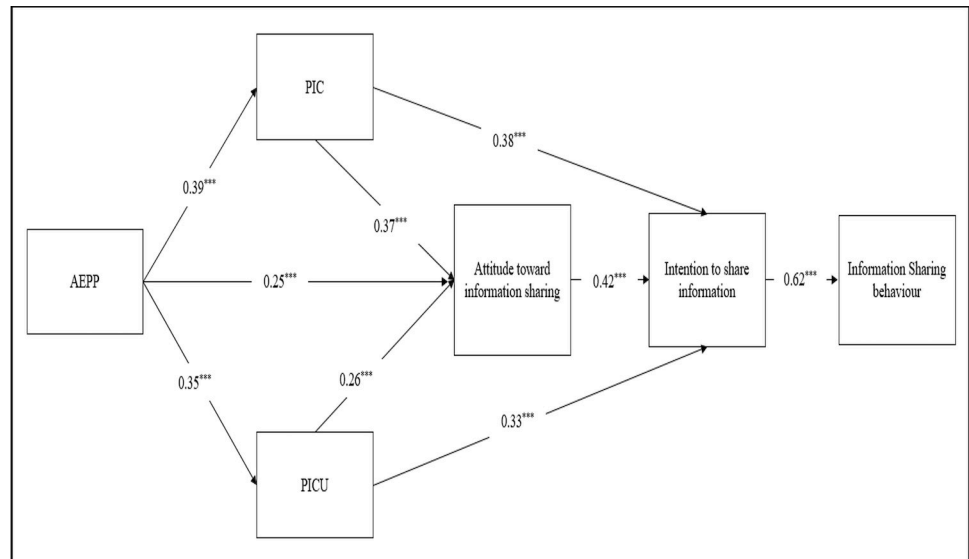 PIC
0.38***
0.39***
0.37***
AEPP
0.25***
Attitude toward
information sharing
0.42***
Intention to share
information
0.62***
Information Sharing
behaviour
0.35***
0.26***
0.33***
PICU